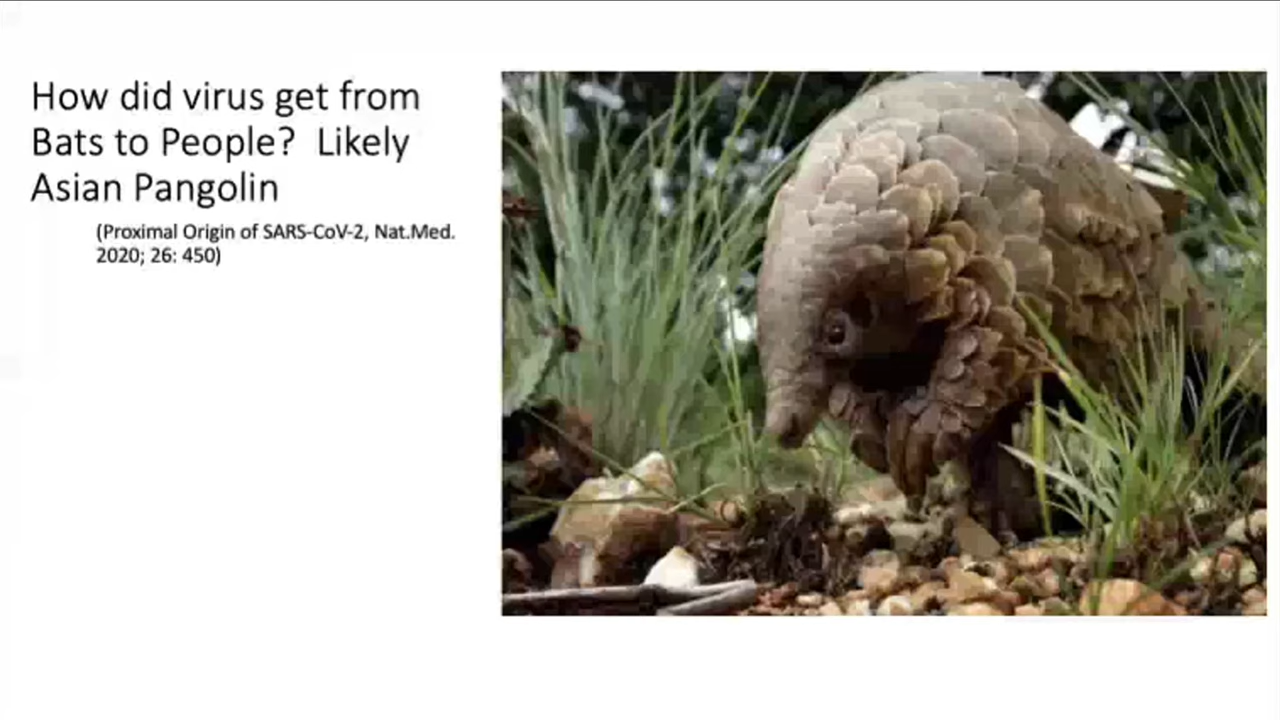 How did virus get from
Bats to People?  Likely
Asian Pangolin
(Proximal Origin of SARS-CoV-2, Nat.Med.
2020; 26: 450)